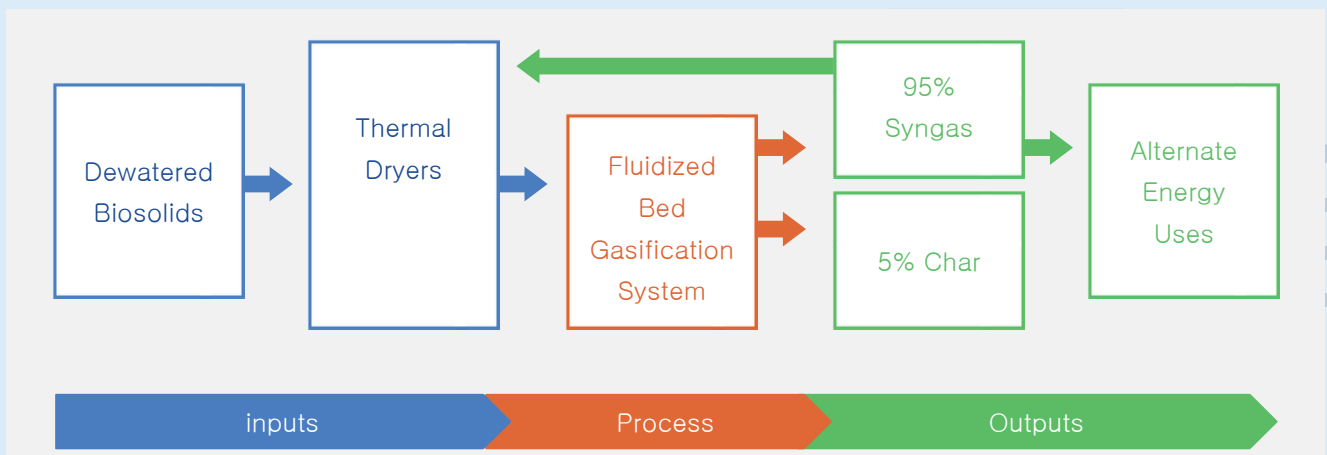 Dewatered
Biosolids
Thermal
Dryers
Fluidized
Bed
Gasification
System
95%
Syngas
5% Char
Alternate
Energy
Uses
inputs
Process
Outputs